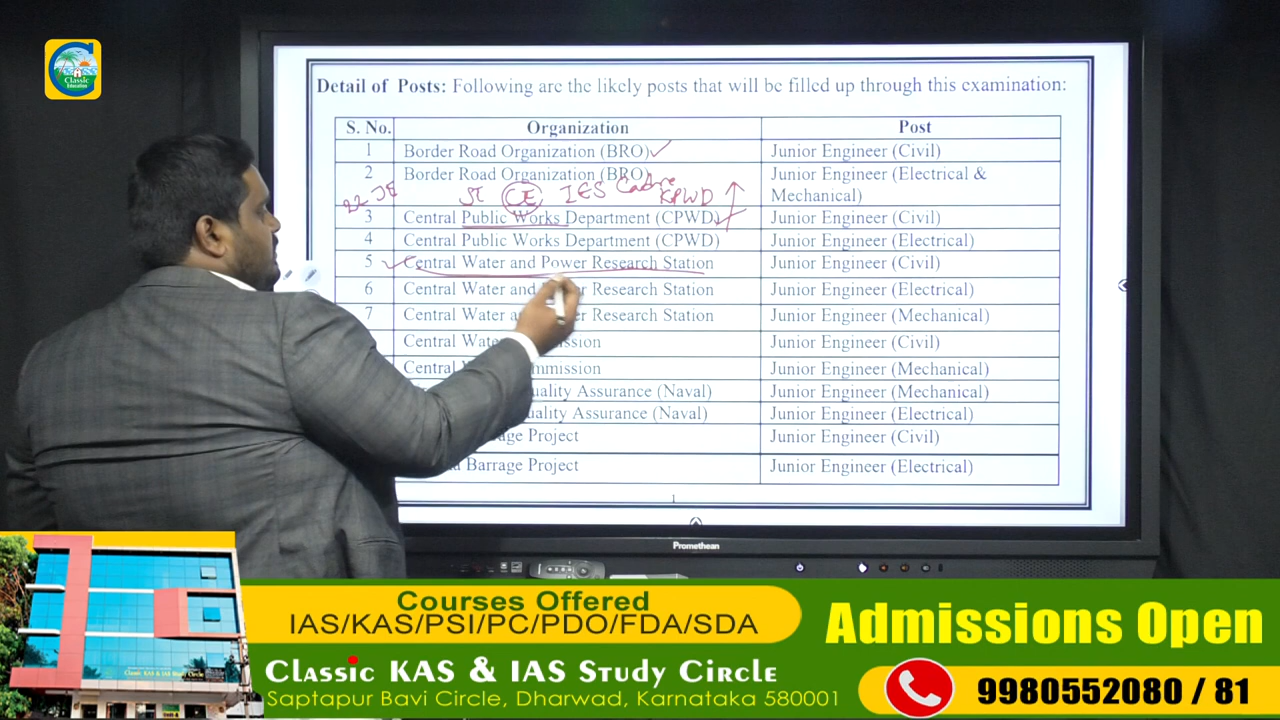 Classic
Education
Detail of Posts: Following are the likely posts that will be filled up through this examination:
S. No. Organization Post
1 Border Road Organization (BRO) Junior Engineer (Civil)
2 Border Road Organization (BRO) Junior Engineer (Electrical &
Mechanical)
22 JE CE IES Cadre
CPWD
3 Central Public Works Department (CPWD) Junior Engineer (Civil)
4 Central Public Works Department (CPWD) Junior Engineer (Electrical)
5 Central Water and Power Research Station Junior Engineer (Civil)
6 Central Water and Research Station Junior Engineer (Electrical)
7 Central Water Research Station Junior Engineer (Mechanical)
Central Junior Engineer (Civil)
Central Junior Engineer (Mechanical)
Assurance (Naval) Junior Engineer (Mechanical)
Assurance (Naval) Junior Engineer (Electrical)
Project Junior Engineer (Civil)
Barrage Project Junior Engineer (Electrical)
1
Promethean
Courses Offered
IAS/KAS/PSI/PC/PDO/FDA/SDA
Classic KAS & IAS Study Circle
Saptapur Bavi Circle, Dharwad, Karnataka 580001
Admissions Open
9980552080 / 81